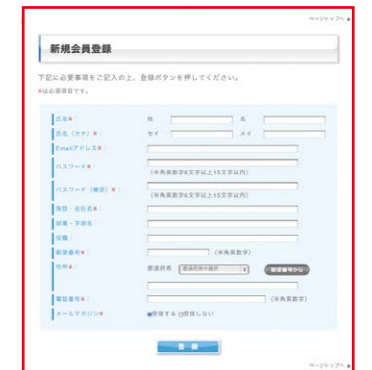 ページトップへ▲
新規会員登録
下記に必要事項をご記入の上、登録ボタンを押してください。
*は必須項目です。
氏名*： 姓 名
氏名（カナ）*： セイ メイ
Emailアドレス*：
パスワード*：
（半角英数字6文字以上15文字以内）
パスワード（確認）*：
（半角英数字6文字以上15文字以内）
施設・会社名*：
部署・学部名：
役職：
郵便番号*： （半角英数字）
住所*： 都道府県 都道府県の選択 郵便番号から
電話番号*： （半角英数字）
メールマガジン*： 受信する 受信しない
登 録
ページトップへ▲